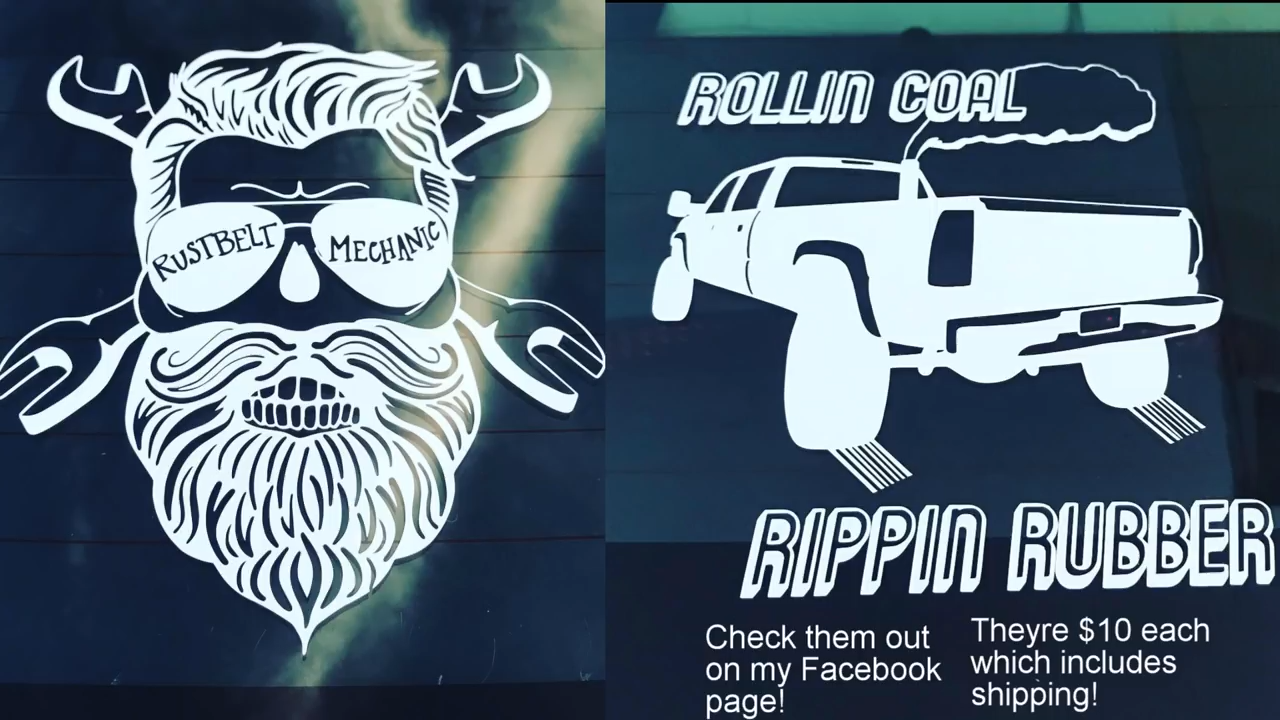 RUSTBELT MECHANIC
ROLLIN COAL
RIPPIN RUBBER
Check them out
on my Facebook
page!
Theyre $10 each
which includes
shipping!